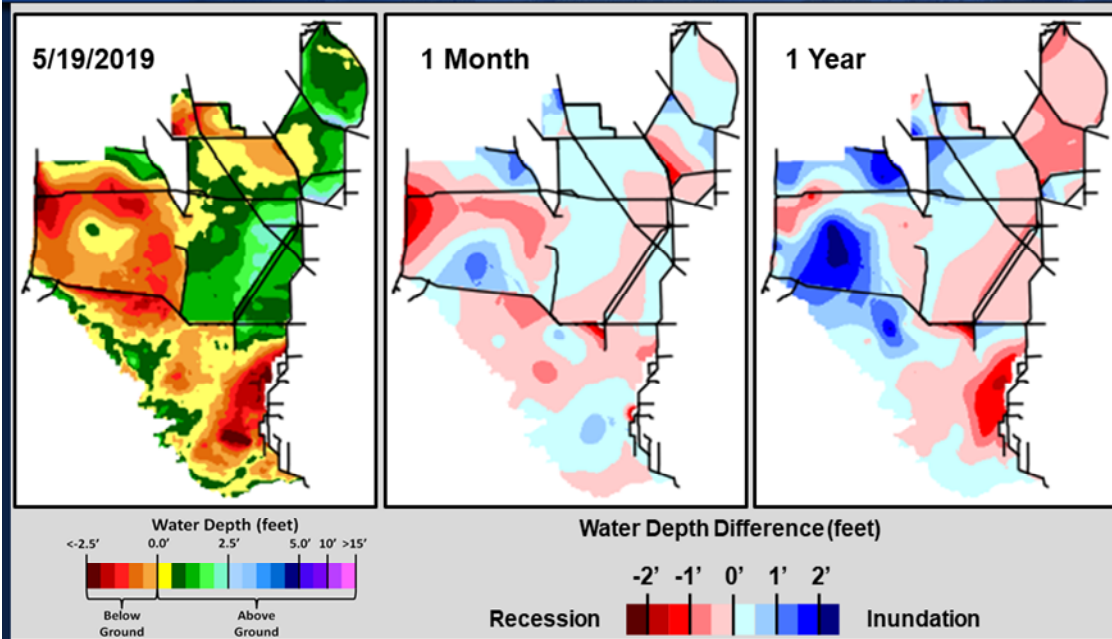 5/19/2019
1 Month
1 Year
Water Depth (feet)
<-2.5' 0.0' 2.5' 5.0' 10' >15'
Below Ground
Above Ground
Water Depth Difference (feet)
-2' -1' 0' 1' 2'
Recession
Inundation